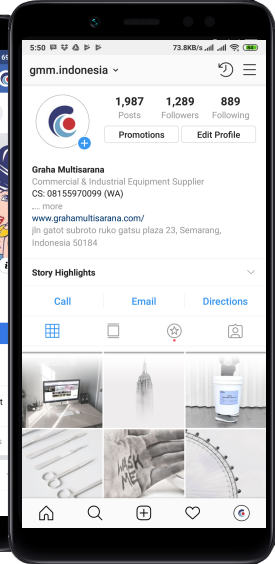 5:50 73.8KB/s
gmm.indonesia
1,987 1,289 889
Posts Followers Following
Promotions Edit Profile
Graha Multisarana
Commercial & Industrial Equipment Supplier
CS: 08155970099 (WA)
.... more
www.grahamultisarana.com/
jln gatot subroto ruko gatsu plaza 23, Semarang,
Indonesia 50184
Story Highlights
Call Email Directions
WASH
ME